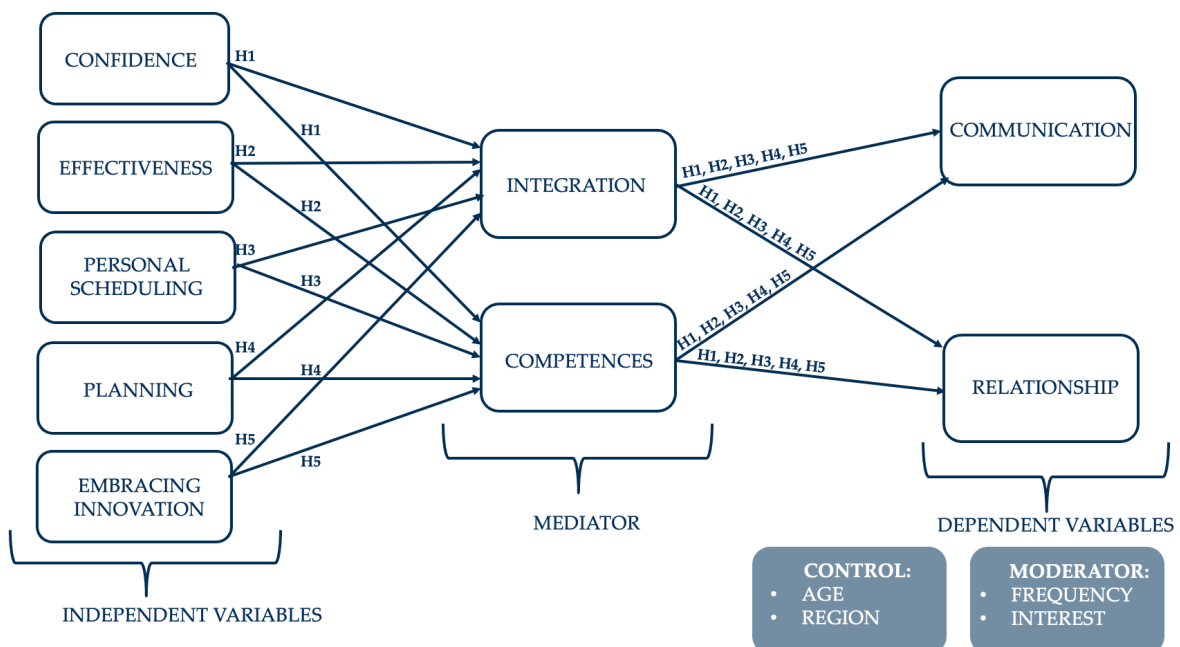 CONFIDENCE
EFFECTIVENESS
PERSONAL
SCHEDULING
PLANNING
EMBRACING
INNOVATION
INDEPENDENT VARIABLES
H1
H1
H2
H2
H3
H3
H4
H4
H5
H5
INTEGRATION
COMPETENCES
MEDIATOR
H1, H2, H3, H4, H5
H1, H2, H3, H4, H5
H1, H2, H3, H4, H5
H1, H2, H3, H4, H5
COMMUNICATION
RELATIONSHIP
DEPENDENT VARIABLES
CONTROL:
• AGE
• REGION
MODERATOR:
• FREQUENCY
• INTEREST